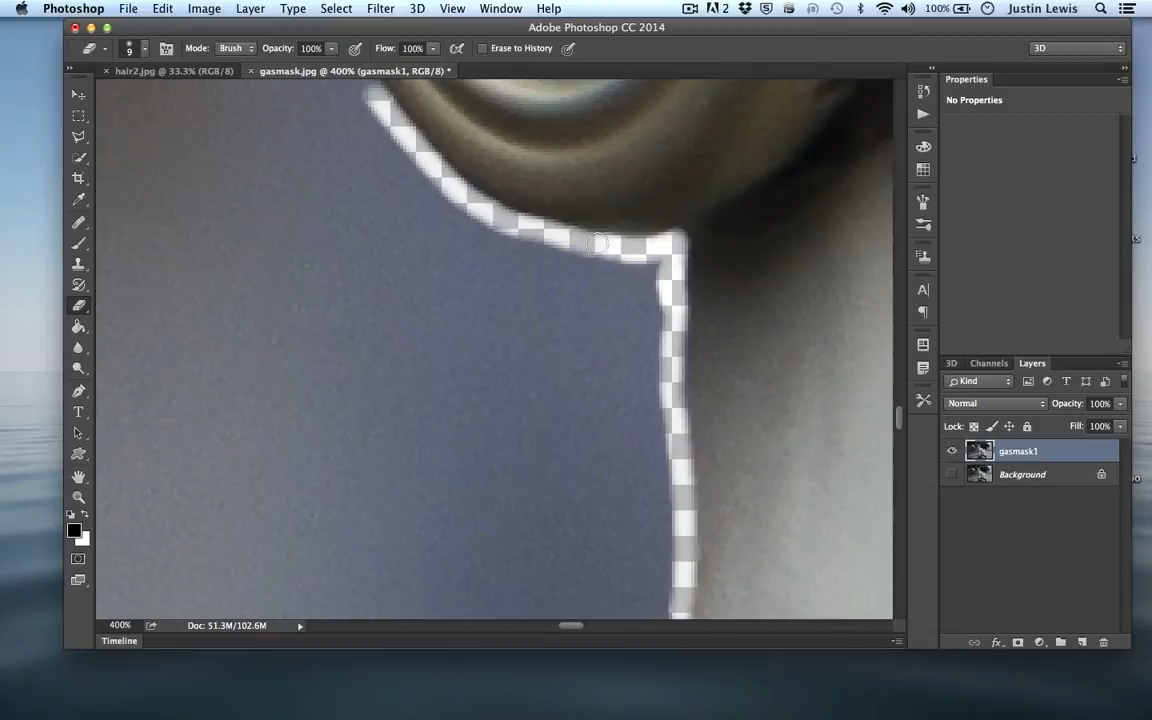 Photoshop File Edit Image Layer Type Select Filter 3D View Window Help 2 5 100% Justin Lewis
Adobe Photoshop CC 2014
9 Mode: Brush Opacity: 100% Flow: 100% Erase to History 3D
× hair2.jpg @ 33.3% (RGB/8) × gasmask.jpg @ 400% (gasmask1, RGB/8) *
Properties
No Properties
3D Channels Layers
Kind
Normal Opacity: 100%
Lock: Fill: 100%
gasmask1
Background
400% Doc: 51.3M/102.6M
Timeline